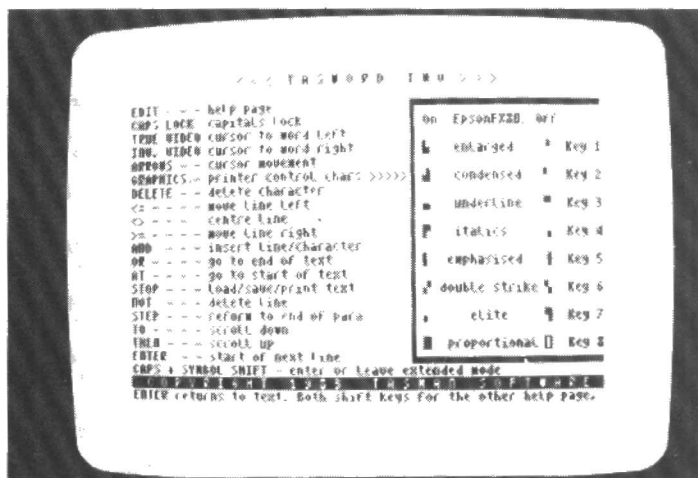 < < < T A S W O R D  T W O > > >
EDIT - - - help page
CAPS LOCK capitals lock
TRUE VIDEO cursor to word left
INV. VIDEO cursor to word right
ARROWS - - cursor movement
GRAPHICS - printer control chars >>>>>
DELETE - - delete character
<= - - - - move line left
<> - - - - centre line
>= - - - - move line right
AND - - - - insert line/character
OR - - - - go to end of text
AT - - - - go to start of text
STOP - - - load/save/print text
NOT - - - delete line
STEP - - - reform to end of para
TO - - - - scroll down
THEN - - - scroll up
ENTER - - start of next line
CAPS + SYMBOL SHIFT - enter or leave extended mode
On EpsonFX80. Off
enlarged Key 1
condensed Key 2
underline Key 3
italics Key 4
emphasised Key 5
double strike Key 6
elite Key 7
proportional Key 8
COPYRIGHT 1983 TASMAN SOFTWARE
ENTER returns to text. Both shift keys for the other help page.